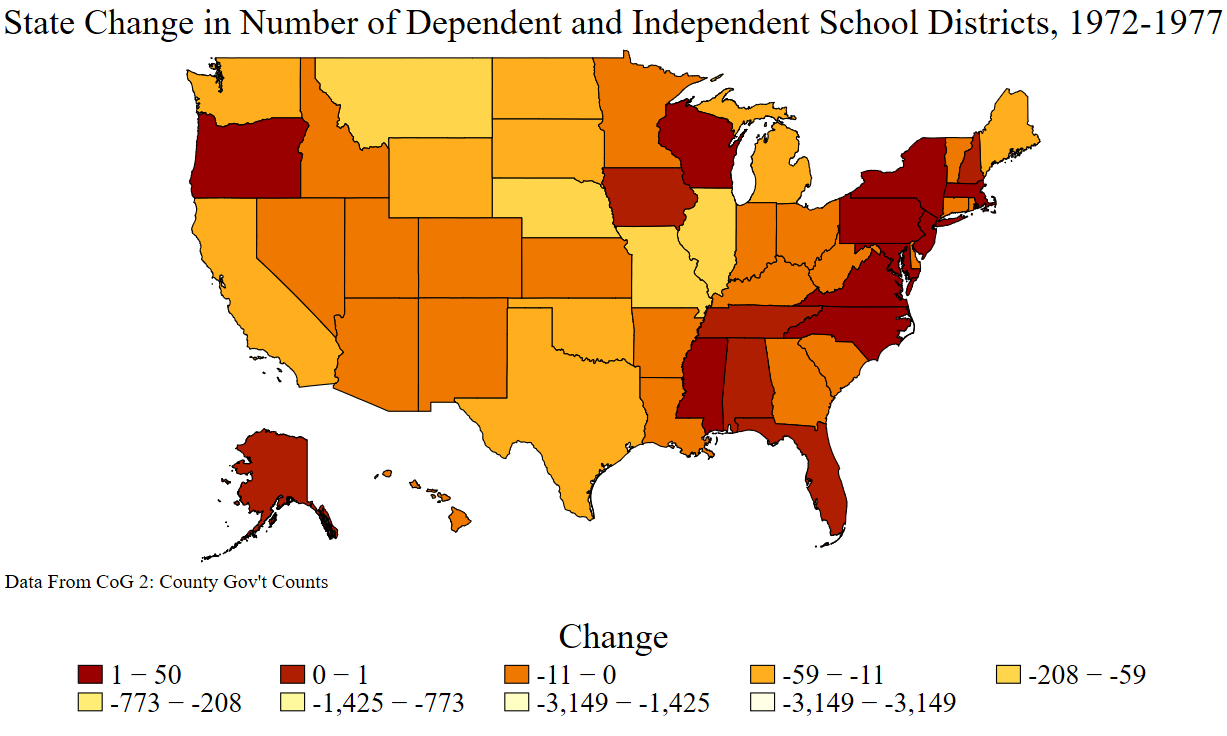 State Change in Number of Dependent and Independent School Districts, 1972-1977
Data From CoG 2: County Gov't Counts
Change
1 − 50 0 − 1 -11 − 0 -59 − -11 -208 − -59
-773 − -208 -1,425 − -773 -3,149 − -1,425 -3,149 − -3,149